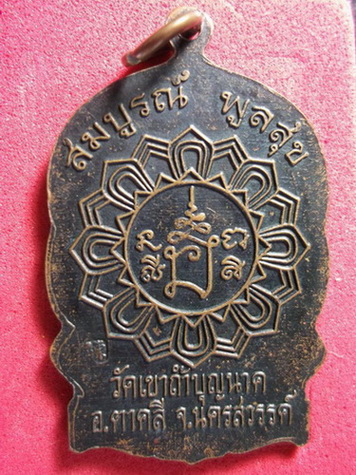 สมบูรณ์ พูลสุข
วัดเขาถ้ำบุญนาค
อ.ตาคลี จ.นครสวรรค์